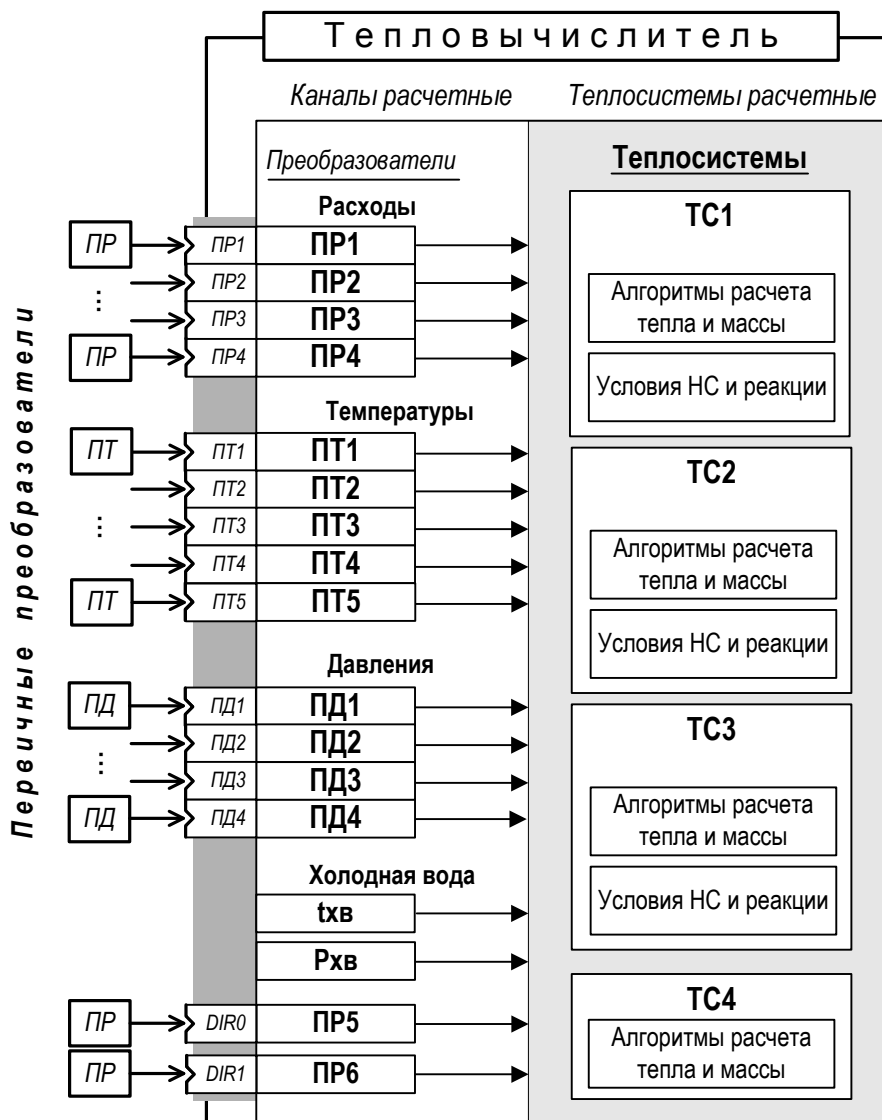 Тепловычислитель
Каналы расчетные
Теплосистемы расчетные
Первичные преобразователи
Преобразователи
Расходы
ПР ПР1 ПР1
⋮ ПР2 ПР2
ПР3 ПР3
ПР ПР4 ПР4
Температуры
ПТ ПТ1 ПТ1
ПТ2 ПТ2
⋮ ПТ3 ПТ3
ПТ4 ПТ4
ПТ ПТ5 ПТ5
Давления
ПД ПД1 ПД1
⋮ ПД2 ПД2
ПД3 ПД3
ПД ПД4 ПД4
Холодная вода
tхв
Рхв
ПР DIR0 ПР5
ПР DIR1 ПР6
Теплосистемы
ТС1
Алгоритмы расчета
тепла и массы
Условия НС и реакции
ТС2
Алгоритмы расчета
тепла и массы
Условия НС и реакции
ТС3
Алгоритмы расчета
тепла и массы
Условия НС и реакции
ТС4
Алгоритмы расчета
тепла и массы